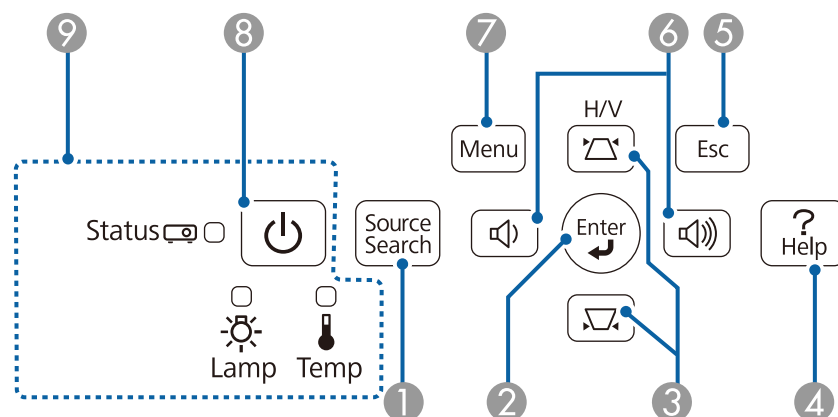 9 8 7 6 5
H/V
Menu Esc
Status Source
Search Enter ?
Help
Lamp Temp
1 2 3 4